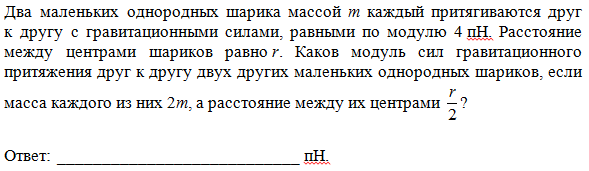 Два маленьких однородных шарика массой m каждый притягиваются друг
к другу с гравитационными силами, равными по модулю 4 пН. Расстояние
между центрами шариков равно r. Каков модуль сил гравитационного
притяжения друг к другу двух других маленьких однородных шариков, если
масса каждого из них 2m, а расстояние между их центрами r/2?
Ответ: ____________________________ пН.